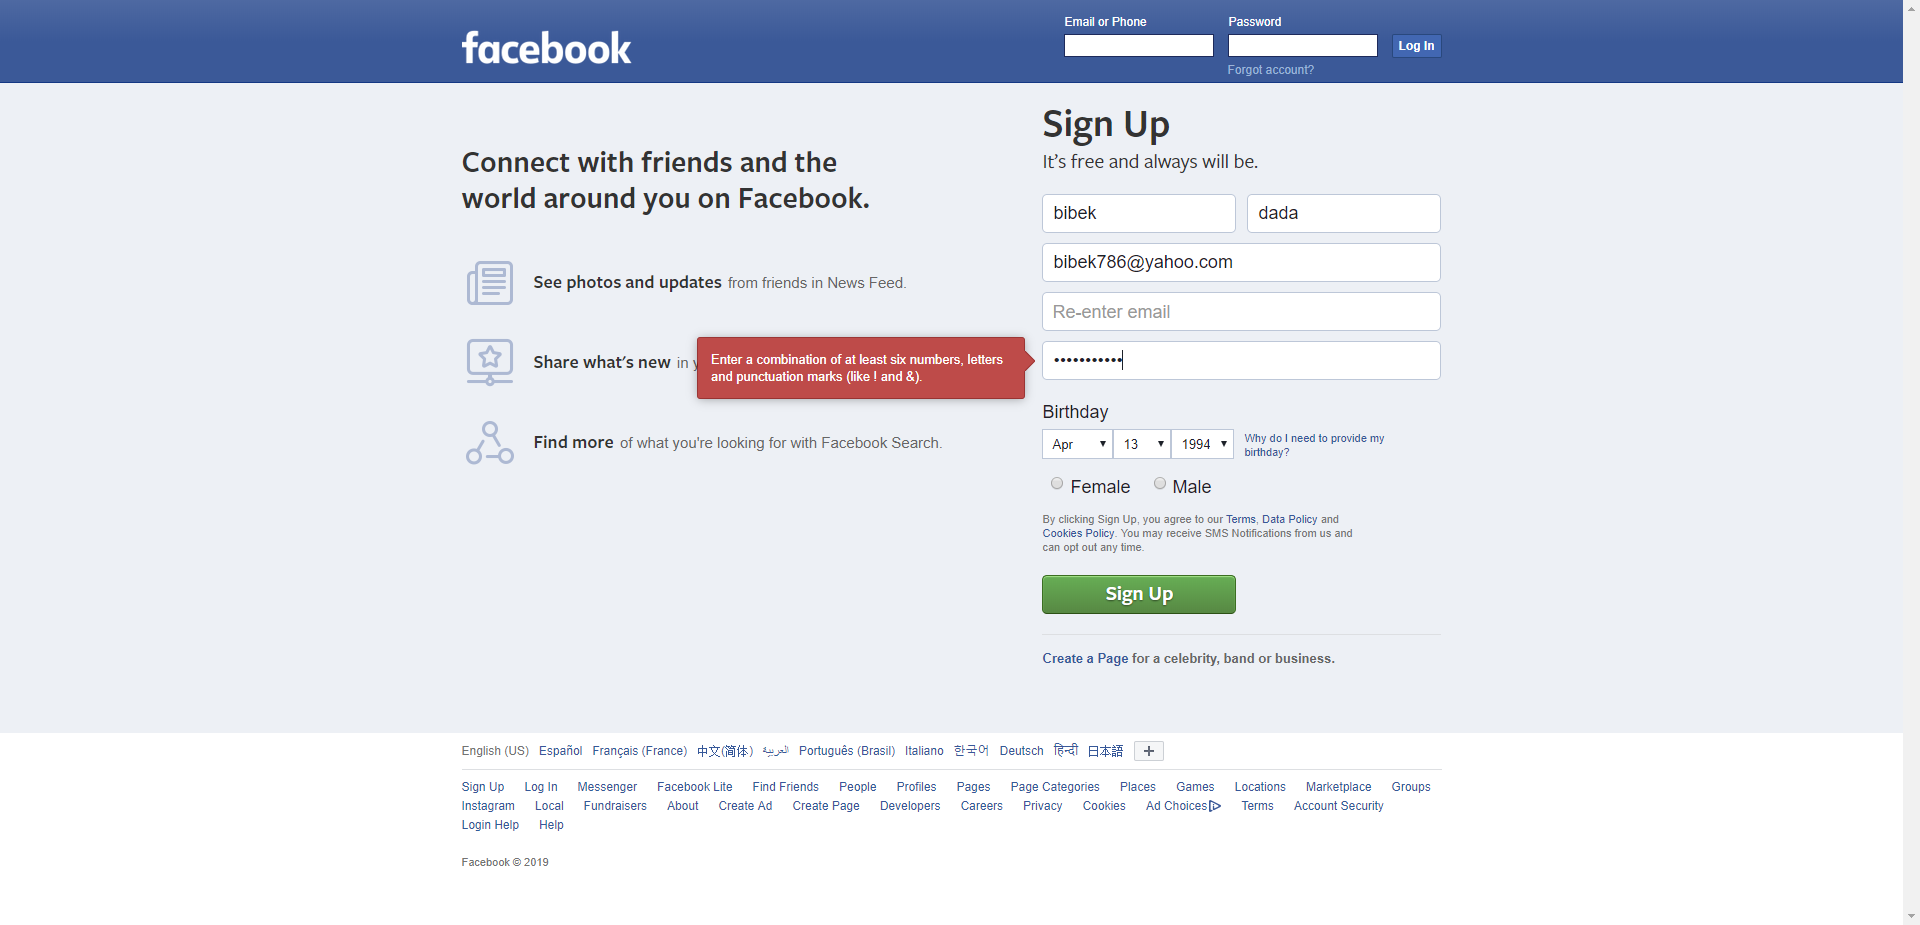 facebook
Email or Phone
Password
Log In
Forgot account?
Sign Up
It's free and always will be.
Connect with friends and the
world around you on Facebook.
bibek
dada
bibek786@yahoo.com
Re-enter email
•••••••••••
See photos and updates from friends in News Feed.
Share what's new in y
Enter a combination of at least six numbers, letters
and punctuation marks (like ! and &).
Find more of what you're looking for with Facebook Search.
Birthday
Apr
13
1994
Why do I need to provide my
birthday?
Female
Male
By clicking Sign Up, you agree to our Terms, Data Policy and
Cookies Policy. You may receive SMS Notifications from us and
can opt out any time.
Sign Up
Create a Page for a celebrity, band or business.
English (US) Español Français (France) 中文(简体) العربية Português (Brasil) Italiano 한국어 Deutsch हिन्दी 日本語 +
Sign Up Log In Messenger Facebook Lite Find Friends People Profiles Pages Page Categories Places Games Locations Marketplace Groups
Instagram Local Fundraisers About Create Ad Create Page Developers Careers Privacy Cookies Ad Choices Terms Account Security
Login Help Help
Facebook © 2019